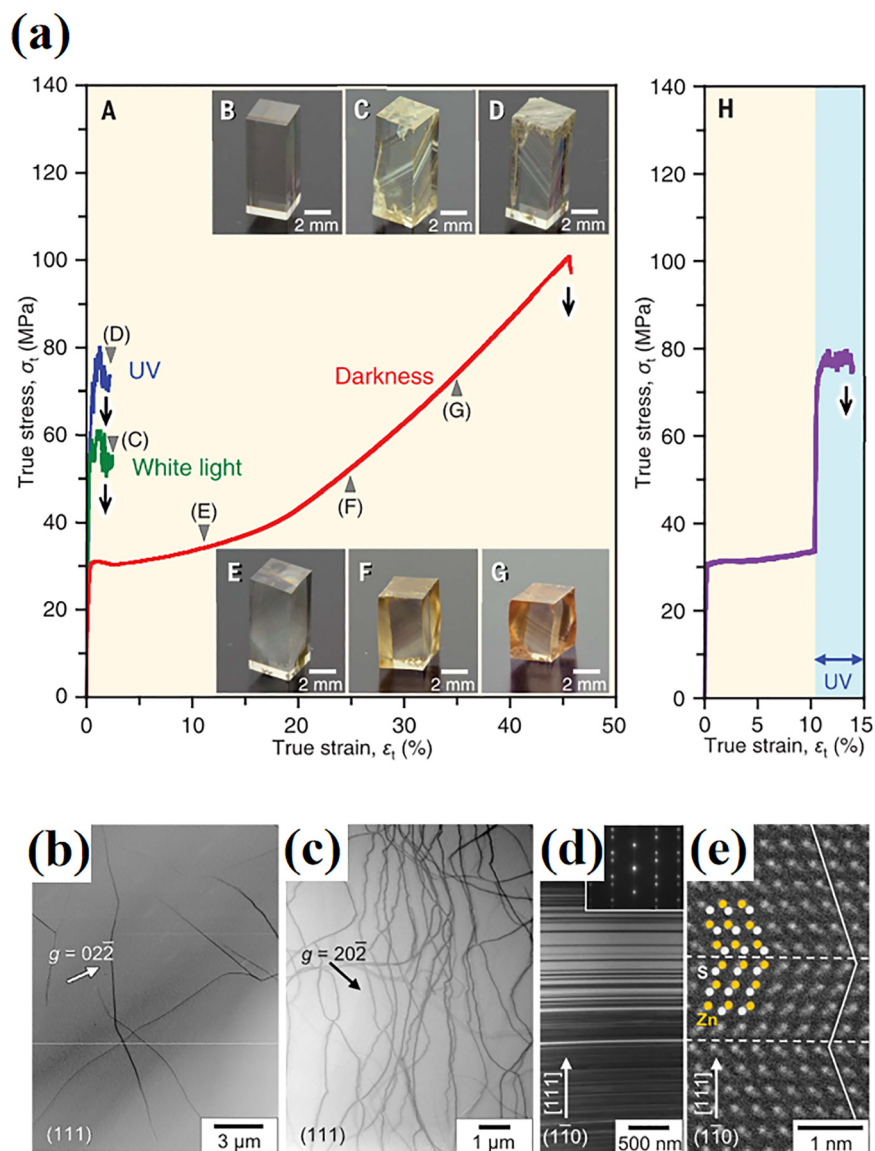 (a)
A
B
2 mm
C
2 mm
D
2 mm
H
140
120
100
80
60
40
20
0
True stress, σt (MPa)
(D)
UV
(C)
White light
Darkness
(E)
(F)
(G)
E
2 mm
F
2 mm
G
2 mm
0
10
20
30
40
50
True strain, εt (%)
140
120
100
80
60
40
20
0
True stress, σt (MPa)
UV
0
5
10
15
True strain, εt (%)
(b)
g = 022̅
(111)
3 µm
(c)
g = 202̅
(111)
1 µm
(d)
[111]
(11̅0)
500 nm
(e)
S
Zn
[111]
(11̅0)
1 nm